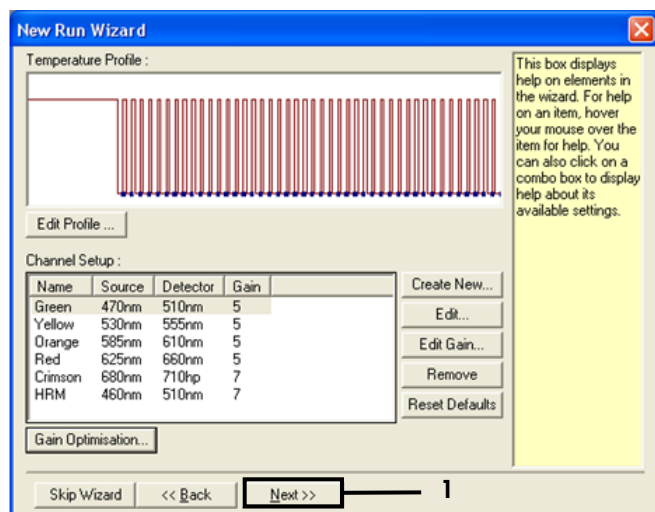 New Run Wizard
Temperature Profile :
Edit Profile ...
Channel Setup :
Name Source Detector Gain
Green 470nm 510nm 5
Yellow 530nm 555nm 5
Orange 585nm 610nm 5
Red 625nm 660nm 5
Crimson 680nm 710hp 7
HRM 460nm 510nm 7
Create New...
Edit...
Edit Gain...
Remove
Reset Defaults
Gain Optimisation...
This box displays
help on elements in
the wizard. For help
on an item, hover
your mouse over the
item for help. You
can also click on a
combo box to display
help about its
available settings.
Skip Wizard << Back Next >> 1